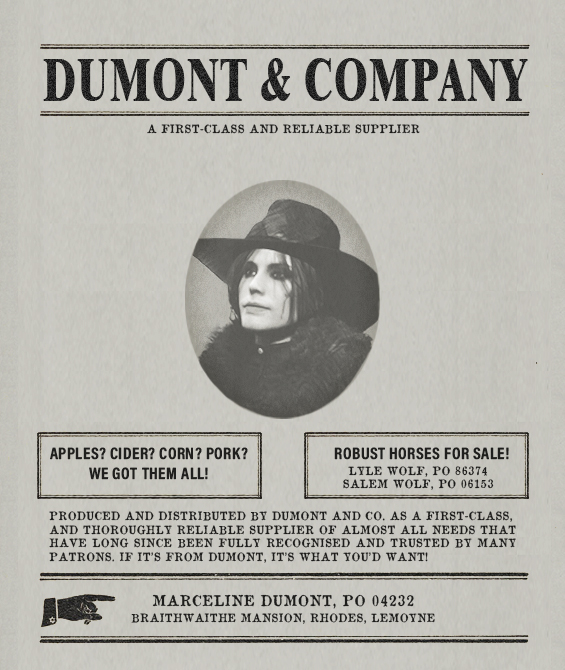 DUMONT & COMPANY
A FIRST-CLASS AND RELIABLE SUPPLIER
APPLES? CIDER? CORN? PORK?
WE GOT THEM ALL!
ROBUST HORSES FOR SALE!
LYLE WOLF, PO 86374
SALEM WOLF, PO 06153
PRODUCED AND DISTRIBUTED BY DUMONT AND CO. AS A FIRST-CLASS,
AND THOROUGHLY RELIABLE SUPPLIER OF ALMOST ALL NEEDS THAT
HAVE LONG SINCE BEEN FULLY RECOGNISED AND TRUSTED BY MANY
PATRONS. IF IT'S FROM DUMONT, IT'S WHAT YOU'D WANT!
MARCELINE DUMONT, PO 04232
BRAITHWAITHE MANSION, RHODES, LEMOYNE